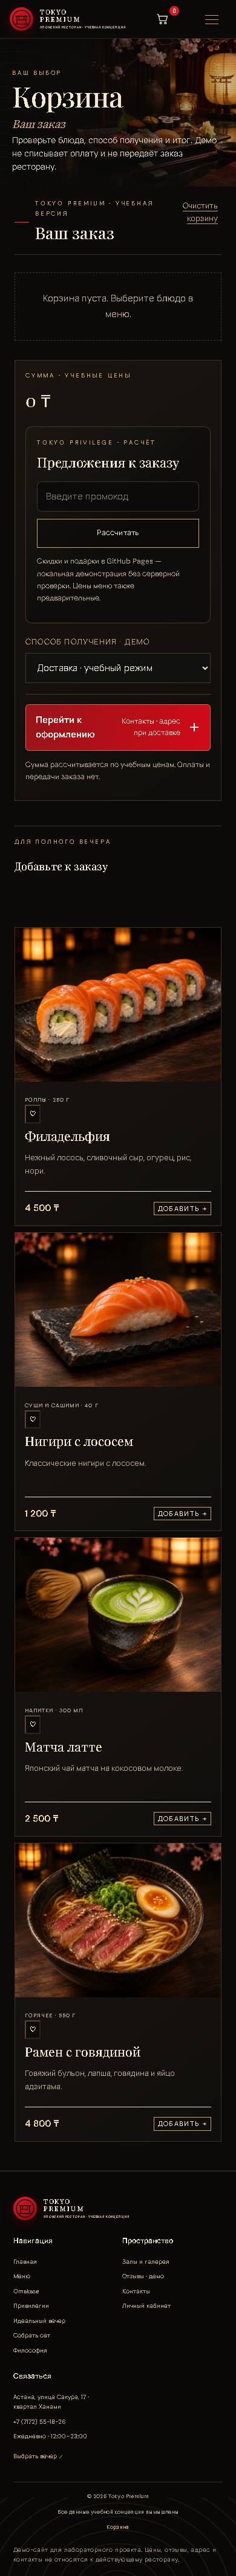 TOKYO
PREMIUM
ЯПОНСКИЙ РЕСТОРАН · УЧЕБНАЯ КОНЦЕПЦИЯ
0
ВАШ ВЫБОР
Корзина
Ваш заказ
Проверьте блюда, способ получения и итог. Демо
не списывает оплату и не передаёт заказ
ресторану.
TOKYO PREMIUM · УЧЕБНАЯ
ВЕРСИЯ
Ваш заказ
Очистить
корзину
Корзина пуста. Выберите блюдо в
меню.
СУММА · УЧЕБНЫЕ ЦЕНЫ
0 ₸
TOKYO PRIVILEGE · РАСЧЁТ
Предложения к заказу
Введите промокод
Рассчитать
Скидки и подарки в GitHub Pages —
локальная демонстрация без серверной
проверки. Цены меню также
предварительные.
СПОСОБ ПОЛУЧЕНИЯ · ДЕМО
Доставка · учебный режим
Перейти к
оформлению
Контакты · адрес
при доставке
+
Сумма рассчитывается по учебным ценам. Оплаты и
передачи заказа нет.
ДЛЯ ПОЛНОГО ВЕЧЕРА
Добавьте к заказу
РОЛЛЫ · 280 Г
Филадельфия
Нежный лосось, сливочный сыр, огурец, рис,
нори.
4 500 ₸
ДОБАВИТЬ +
СУШИ И САШИМИ · 40 Г
Нигири с лососем
Классические нигири с лососем.
1 200 ₸
ДОБАВИТЬ +
НАПИТКИ · 300 МЛ
Матча латте
Японский чай матча на кокосовом молоке.
2 500 ₸
ДОБАВИТЬ +
ГОРЯЧЕЕ · 550 Г
Рамен с говядиной
Говяжий бульон, лапша, говядина и яйцо
адзитама.
4 800 ₸
ДОБАВИТЬ +
TOKYO
PREMIUM
ЯПОНСКИЙ РЕСТОРАН · УЧЕБНАЯ КОНЦЕПЦИЯ
Навигация
Главная
Меню
Omakase
Привилегии
Идеальный вечер
Собрать сет
Философия
Пространство
Залы и галерея
Отзывы · демо
Контакты
Личный кабинет
Связаться
Астана, улица Сакура, 17 ·
квартал Ханами
+7 (7172) 55-18-26
Ежедневно · 12:00–23:00
Выбрать вечер ↗
© 2026 Tokyo Premium
Все данные учебной концепции вымышлены
Корзина
Демо-сайт для лабораторного проекта. Цены, отзывы, адрес и
контакты не относятся к действующему ресторану.